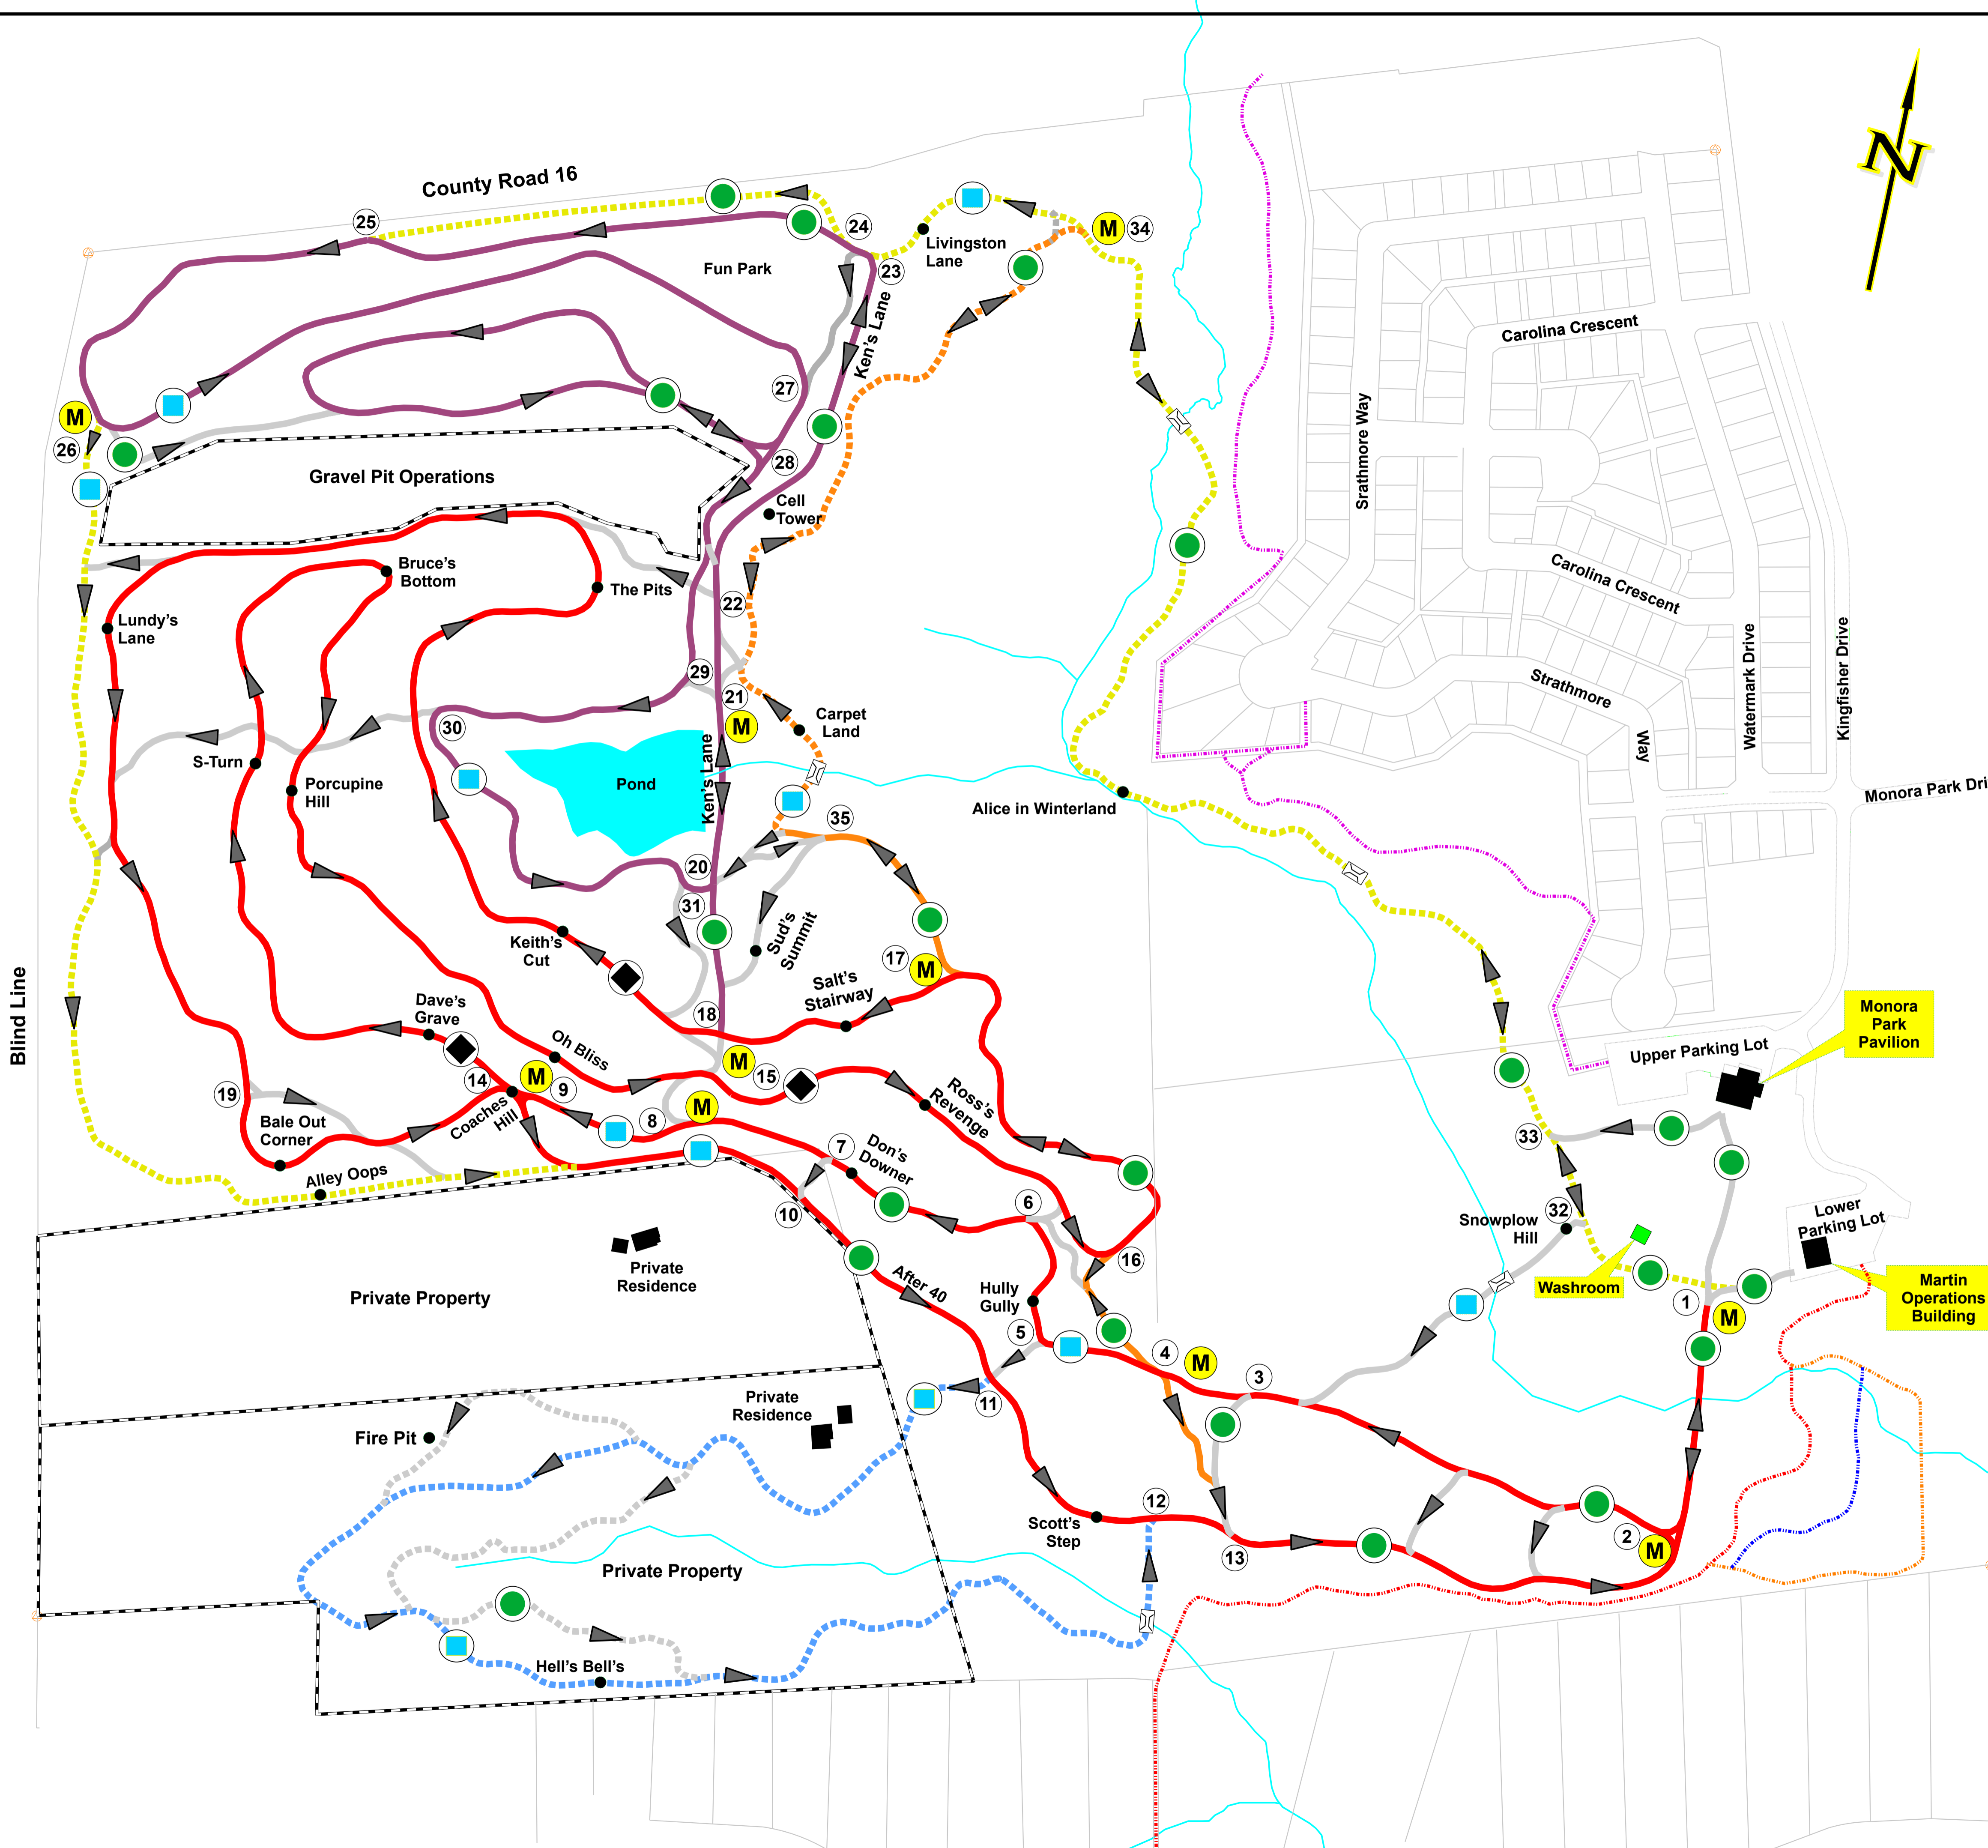 N
County Road 16
25
24
M
34
Livingston
Lane
23
Fun Park
Ken's Lane
Carolina Crescent
27
M
26
28
Gravel Pit Operations
Cell
Tower
Srathmore Way
Bruce's
Bottom
The Pits
22
Carolina Crescent
Lundy's
Lane
29
21
M
Strathmore
Way
Watermark Drive
Kingfisher Drive
30
Carpet
Land
S-Turn
Porcupine
Hill
Pond
Ken's Lane
Alice in Winterland
Monora Park Dri
35
20
31
Sud's
Summit
Keith's
Cut
17
M
Salt's
Stairway
Blind Line
Dave's
Grave
18
Monora
Park
Pavilion
Upper Parking Lot
Oh Bliss
M
15
14
M
9
19
Bale Out
Corner
Coaches
Hill
8
M
Ross's
Revenge
33
7
Don's
Downer
Alley Oops
10
6
32
Snowplow
Hill
Lower
Parking Lot
Private
Residence
16
Washroom
Private Property
After 40
Hully
Gully
5
1
M
Martin
Operations
Building
4
M
3
Private
Residence
11
Fire Pit
12
Scott's
Step
13
2
M
Private Property
Hell's Bell's